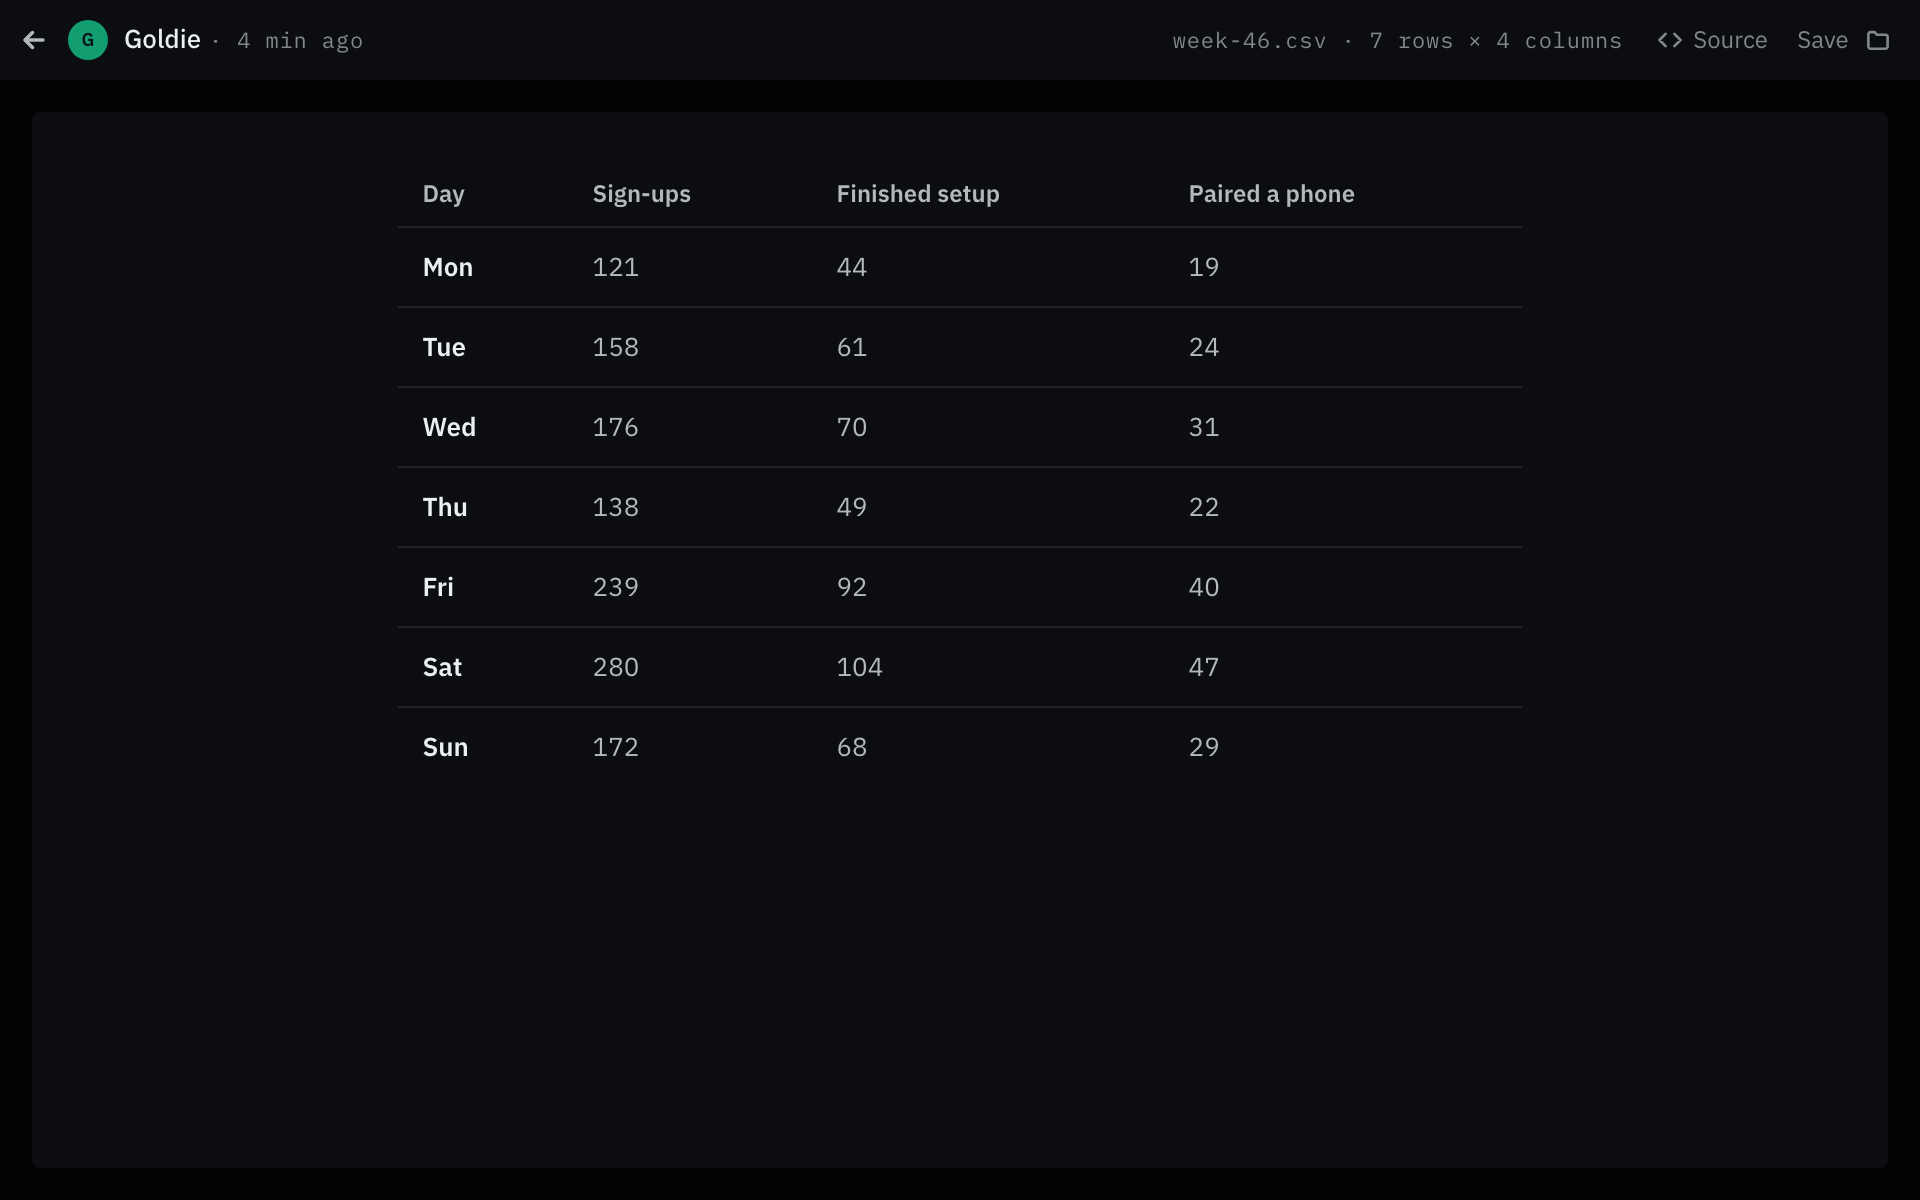 G Goldie · 4 min ago week-46.csv · 7 rows × 4 columns Source Save
Day Sign-ups Finished setup Paired a phone
Mon 121 44 19
Tue 158 61 24
Wed 176 70 31
Thu 138 49 22
Fri 239 92 40
Sat 280 104 47
Sun 172 68 29